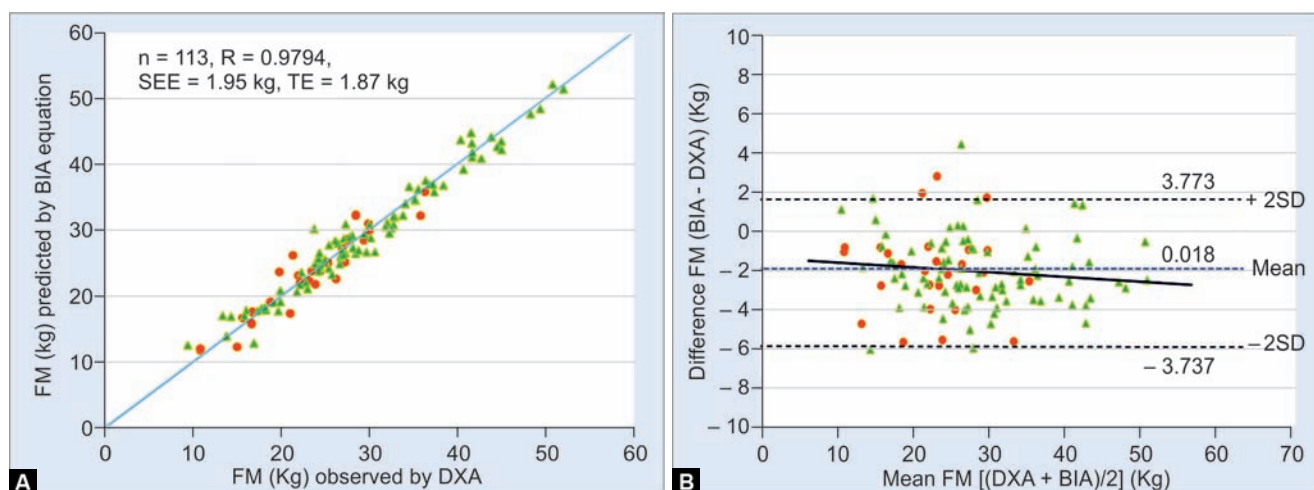 60
50
40
30
20
10
0
FM (kg) predicted by BIA equation
n = 113, R = 0.9794,
SEE = 1.95 kg, TE = 1.87 kg
0 10 20 30 40 50 60
FM (Kg) observed by DXA
A
10
8
6
4
2
0
– 2
– 4
– 6
– 8
– 10
Difference FM (BIA - DXA) (Kg)
3.773
+ 2SD
0.018
Mean
– 2SD
– 3.737
0 10 20 30 40 50 60 70
Mean FM [(DXA + BIA)/2] (Kg)
B